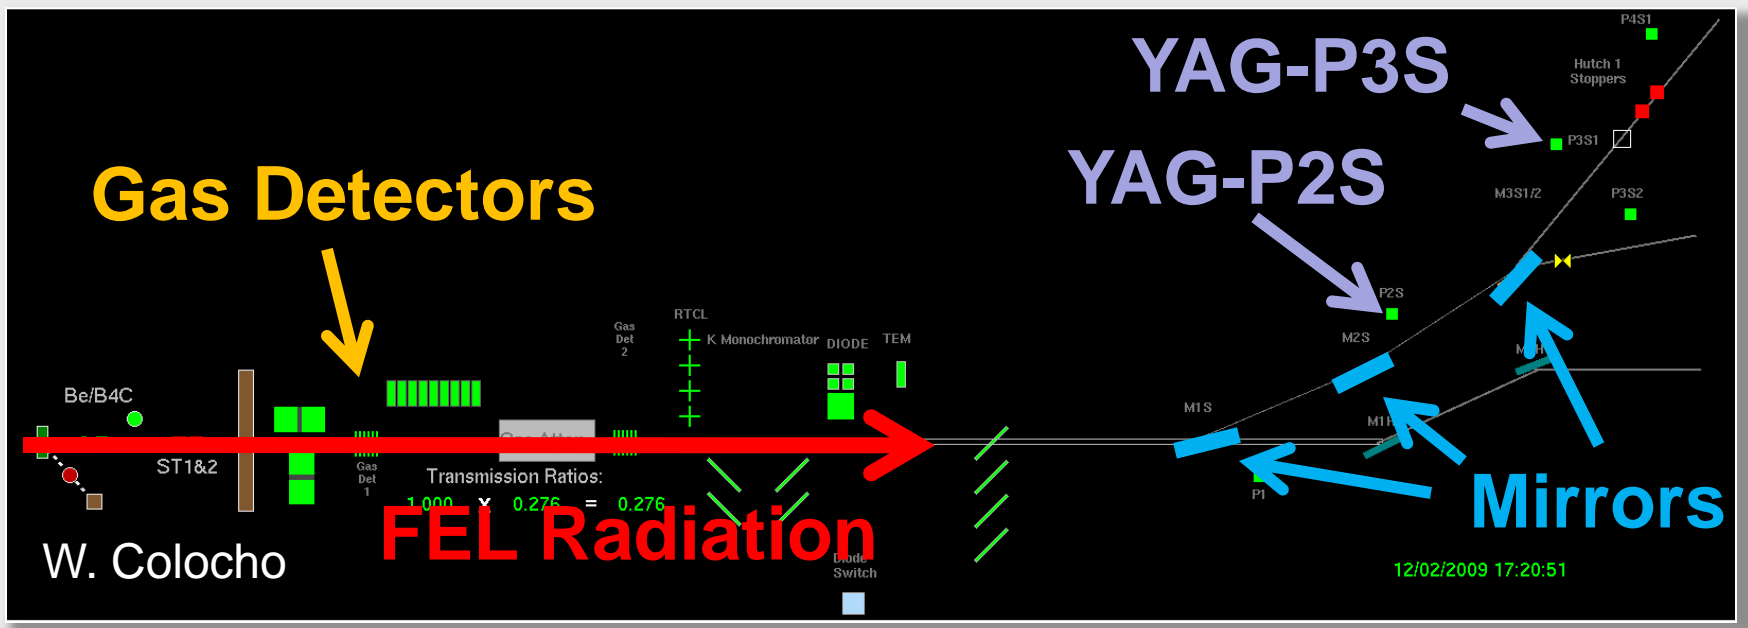 P4S1
YAG-P3S
Hutch 1
Stoppers
P3S1
YAG-P2S
M3S1/2
P3S2
Gas Detectors
P2S
RTCL
Gas
Det
2
K Monochromator
DIODE
TEM
M2S
Be/B4C
M1S
ST1&2
Gas
Det
1
Transmission Ratios:
1.000 x 0.276 = 0.276
FEL Radiation
P1
Mirrors
W. Colocho
Diode
Switch
12/02/2009 17:20:51